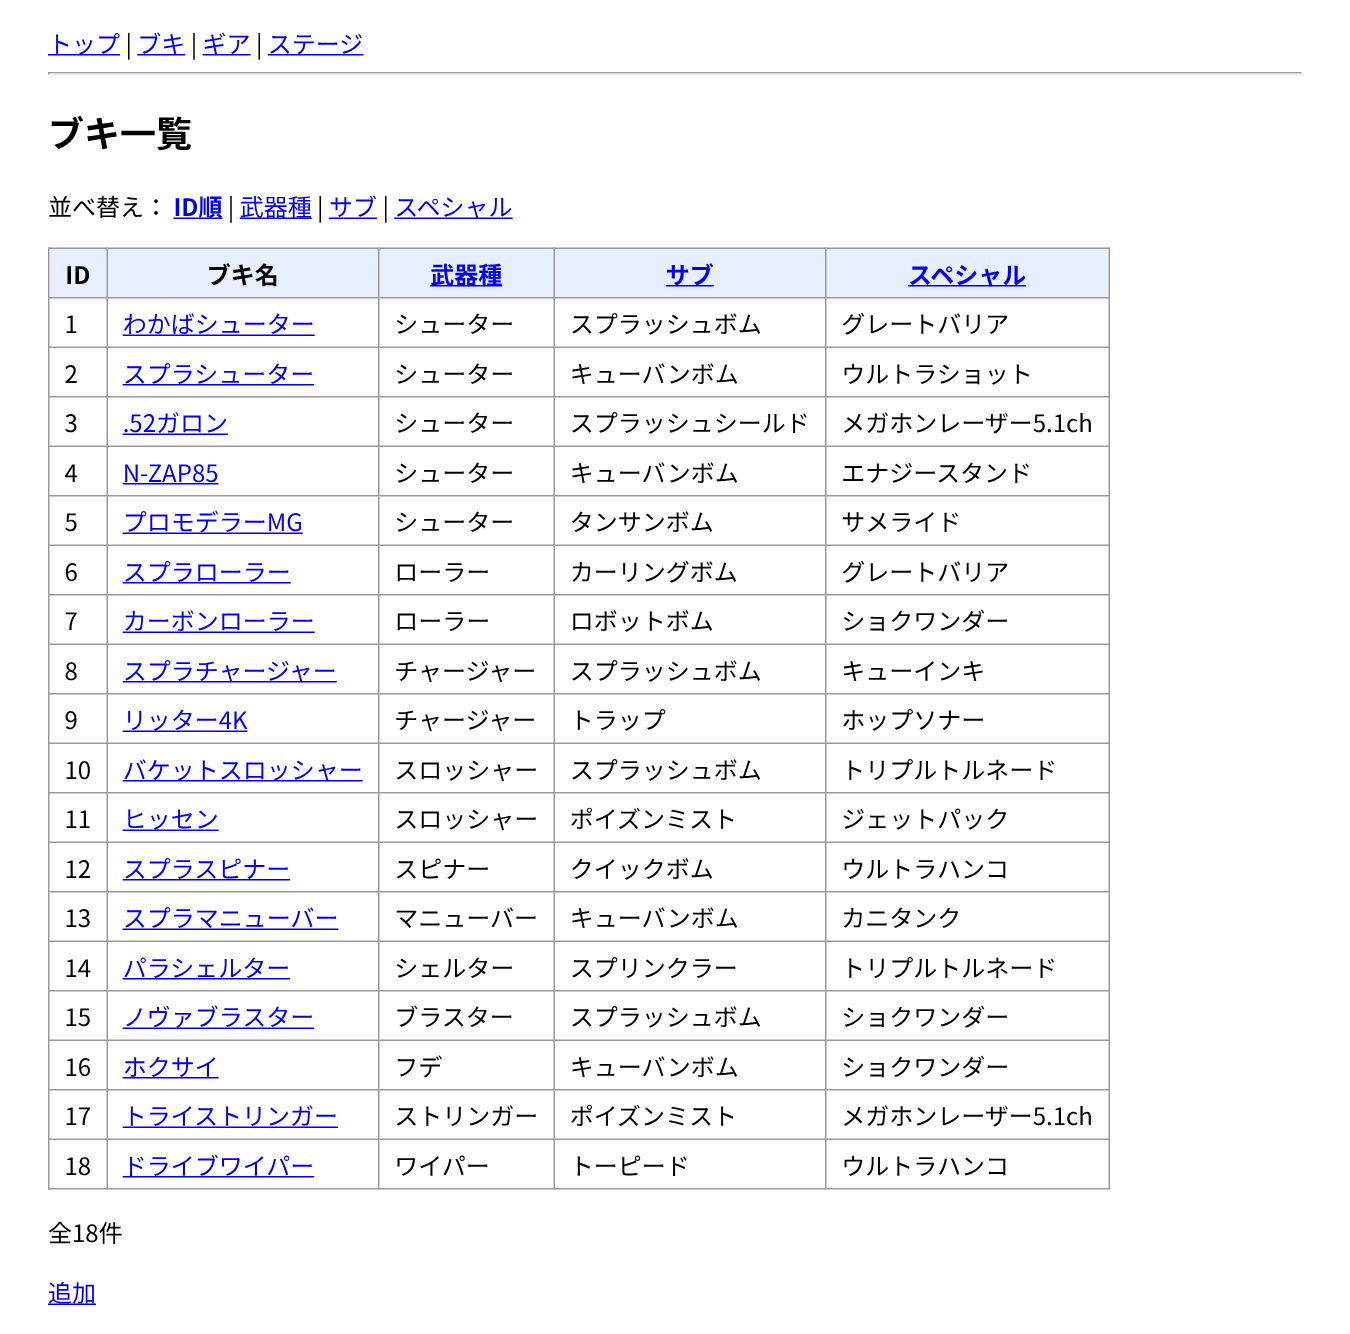 トップ | ブキ | ギア | ステージ
ブキ一覧
並べ替え： ID順 | 武器種 | サブ | スペシャル
ID ブキ名 武器種 サブ スペシャル
1 わかばシューター シューター スプラッシュボム グレートバリア
2 スプラシューター シューター キューバンボム ウルトラショット
3 .52ガロン シューター スプラッシュシールド メガホンレーザー5.1ch
4 N-ZAP85 シューター キューバンボム エナジースタンド
5 プロモデラーMG シューター タンサンボム サメライド
6 スプラローラー ローラー カーリングボム グレートバリア
7 カーボンローラー ローラー ロボットボム ショクワンダー
8 スプラチャージャー チャージャー スプラッシュボム キューインキ
9 リッター4K チャージャー トラップ ホップソナー
10 バケットスロッシャー スロッシャー スプラッシュボム トリプルトルネード
11 ヒッセン スロッシャー ポイズンミスト ジェットパック
12 スプラスピナー スピナー クイックボム ウルトラハンコ
13 スプラマニューバー マニューバー キューバンボム カニタンク
14 パラシェルター シェルター スプリンクラー トリプルトルネード
15 ノヴァブラスター ブラスター スプラッシュボム ショクワンダー
16 ホクサイ フデ キューバンボム ショクワンダー
17 トライストリンガー ストリンガー ポイズンミスト メガホンレーザー5.1ch
18 ドライブワイパー ワイパー トーピード ウルトラハンコ
全18件
追加